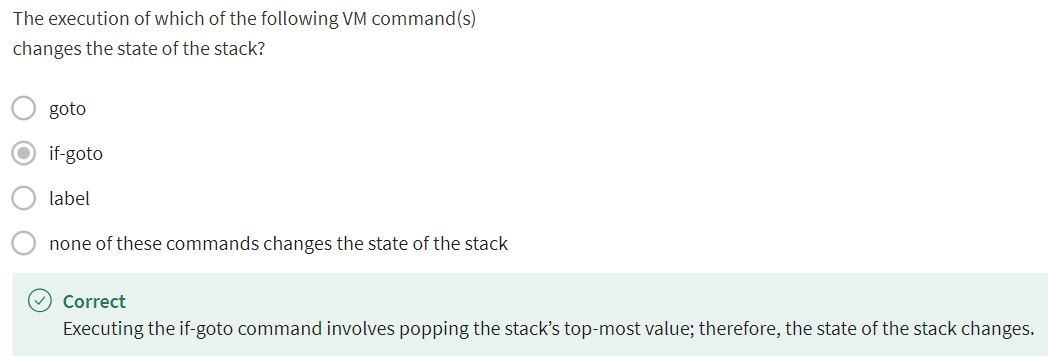 The execution of which of the following VM command(s)
changes the state of the stack?
goto
if-goto
label
none of these commands changes the state of the stack
Correct
Executing the if-goto command involves popping the stack’s top-most value; therefore, the state of the stack changes.